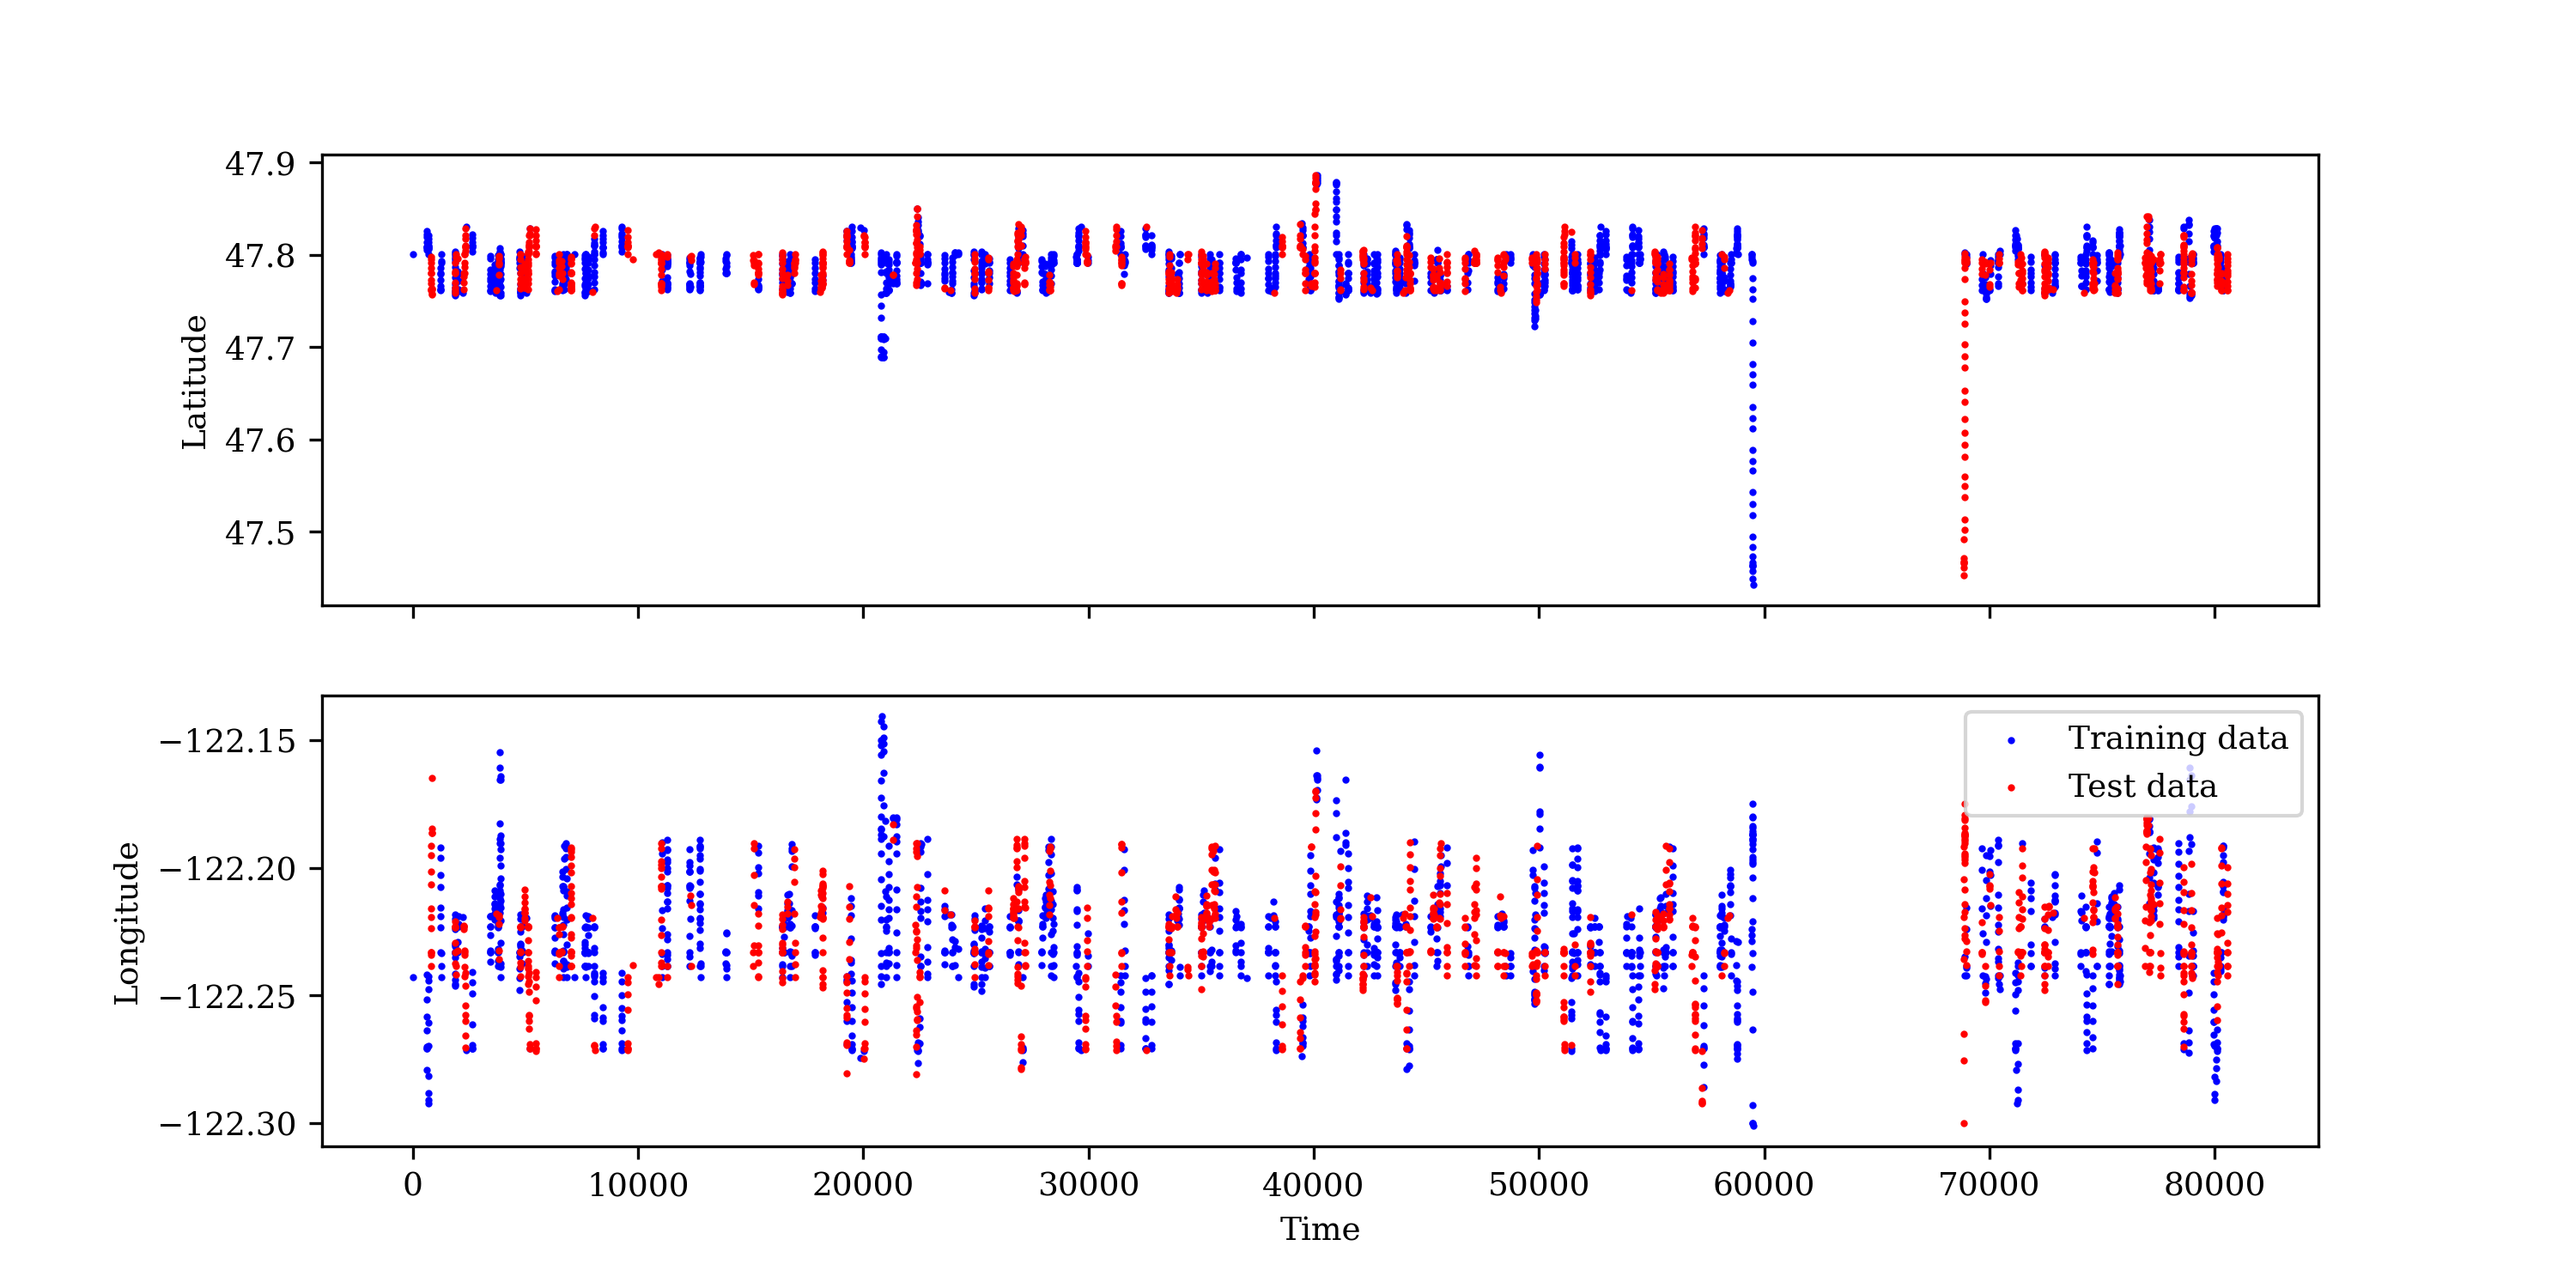 47.9
47.8
47.7
47.6
47.5
Latitude
−122.15
−122.20
−122.25
−122.30
Longitude
Training data
Test data
0 10000 20000 30000 40000 50000 60000 70000 80000
Time